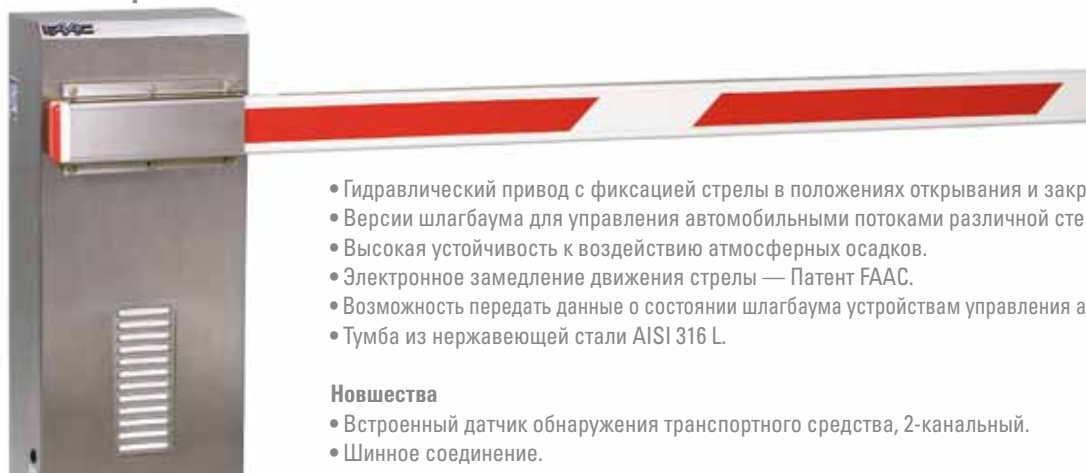 FAAC
• Гидравлический привод с фиксацией стрелы в положениях открывания и
• Версии шлагбаума для управления автомобильными потоками различной
• Высокая устойчивость к воздействию атмосферных осадков.
• Электронное замедление движения стрелы — Патент FAAC.
• Возможность передать данные о состоянии шлагбаума устройствам управления
• Тумба из нержавеющей стали AISI 316 L.
Новшества
• Встроенный датчик обнаружения транспортного средства, 2-канальный.
• Шинное соединение.